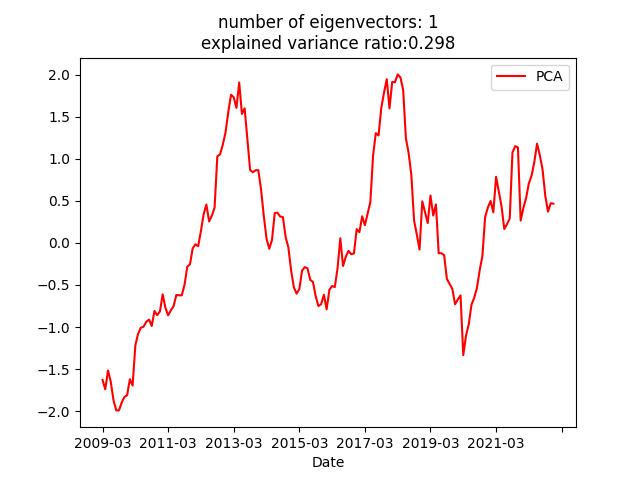 number of eigenvectors: 1
explained variance ratio:0.298
PCA
2.0
1.5
1.0
0.5
0.0
−0.5
−1.0
−1.5
−2.0
2009-03 2011-03 2013-03 2015-03 2017-03 2019-03 2021-03
Date